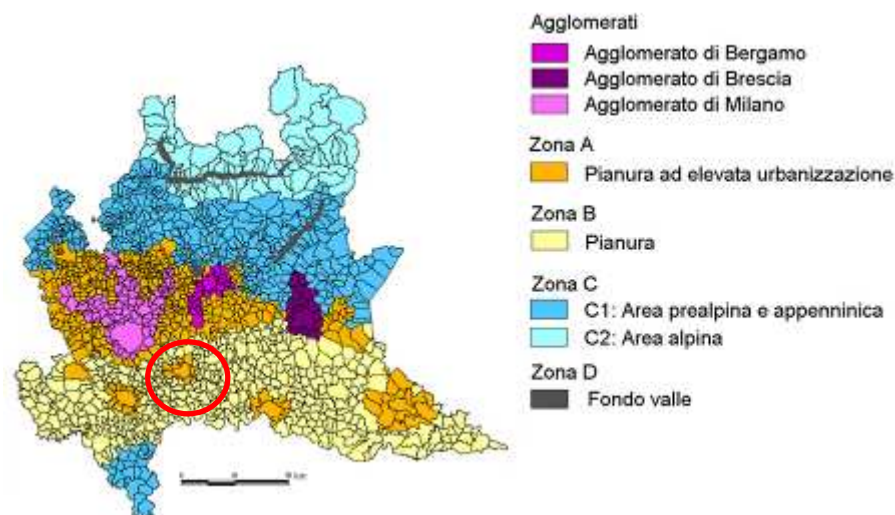 Agglomerati
Agglomerato di Bergamo
Agglomerato di Brescia
Agglomerato di Milano
Zona A
Pianura ad elevata urbanizzazione
Zona B
Pianura
Zona C
C1: Area prealpina e appenninica
C2: Area alpina
Zona D
Fondo valle